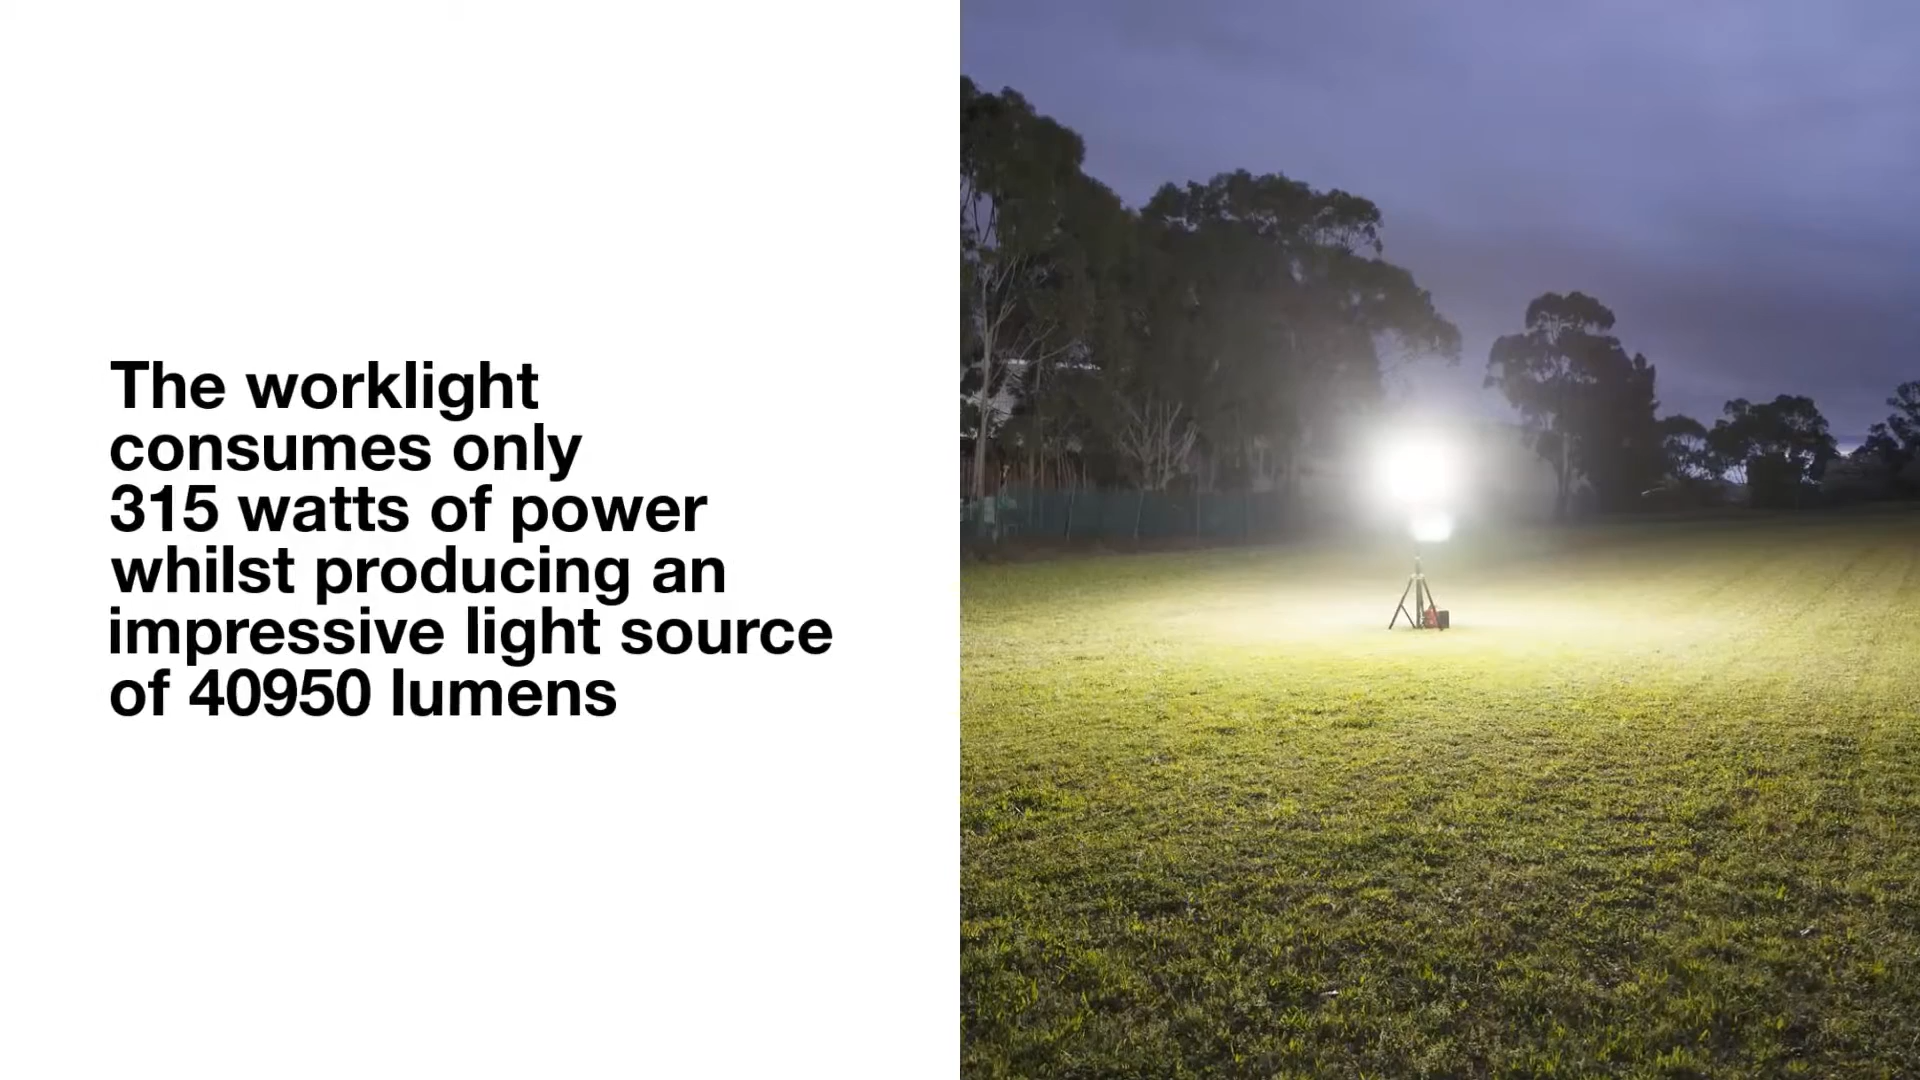 The worklight
consumes only
315 watts of power
whilst producing an
impressive light source
of 40950 lumens